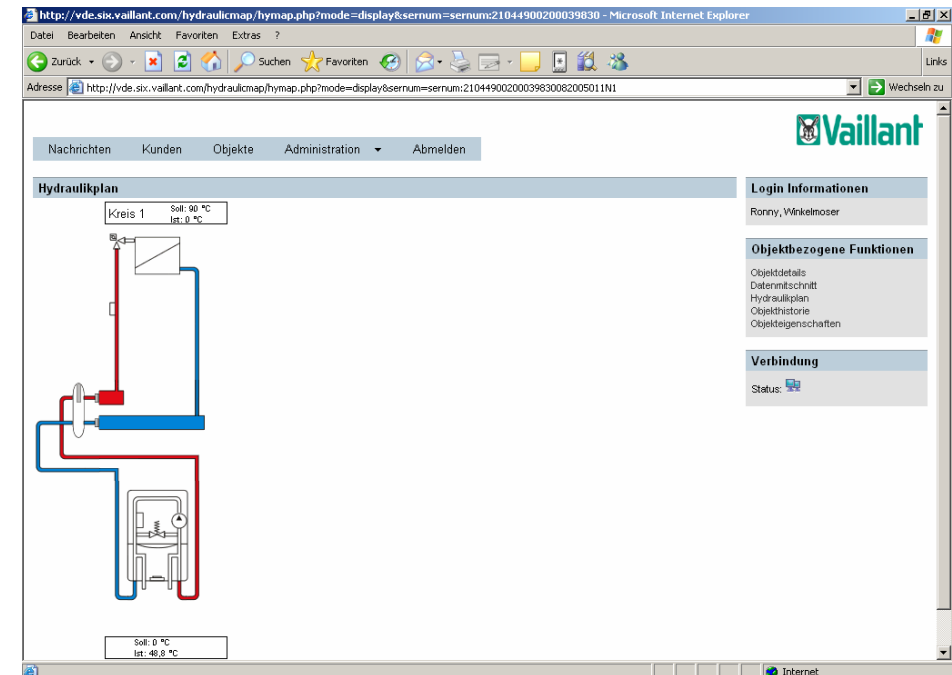 http://vde.six.vaillant.com/hydraulicmap/hymap.php?mode=display&sernum=sernum:21044900200039830 - Microsoft Internet Explorer
Datei Bearbeiten Ansicht Favoriten Extras ?
Zurück Suchen Favoriten Links
Adresse http://vde.six.vaillant.com/hydraulicmap/hymap.php?mode=display&sernum=sernum:21044900200039830082005011N1 Wechseln zu
Vaillant
Nachrichten Kunden Objekte Administration Abmelden
Hydraulikplan
Kreis 1
Soll: 90 °C
Ist: 0 °C
Soll: 0 °C
Ist: 48,8 °C
Login Informationen
Ronny, Winkelmoser
Objektbezogene Funktionen
Objektdetails
Datenmitschnitt
Hydraulikplan
Objekthistorie
Objekteigenschaften
Verbindung
Status:
Internet